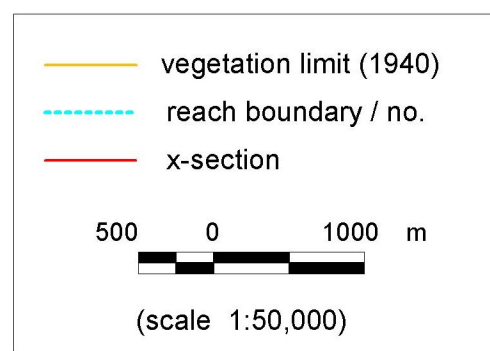 vegetation limit (1940)
reach boundary / no.
x-section
500 0 1000 m
(scale 1:50,000)